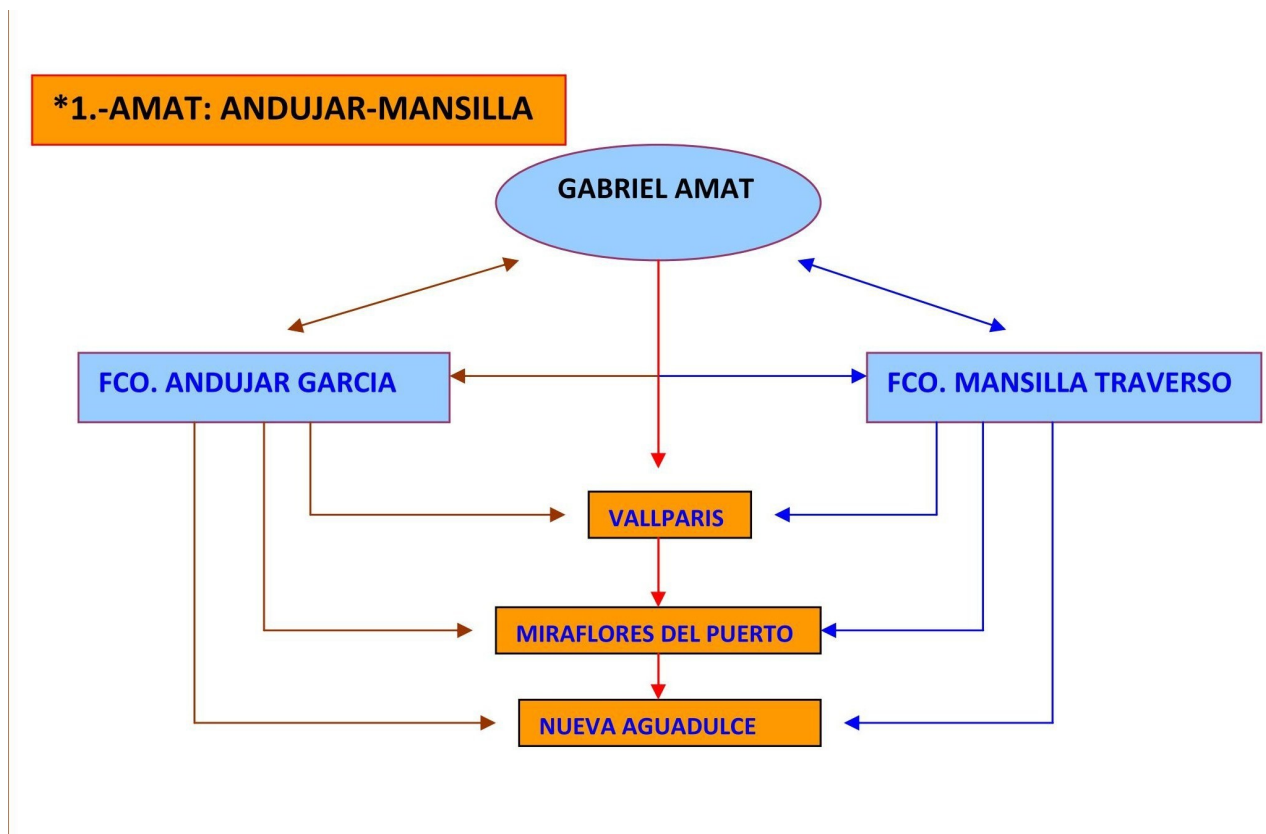 *1.-AMAT: ANDUJAR-MANSILLA
GABRIEL AMAT
FCO. ANDUJAR GARCIA
FCO. MANSILLA TRAVERSO
VALLPARIS
MIRAFLORES DEL PUERTO
NUEVA AGUADULCE